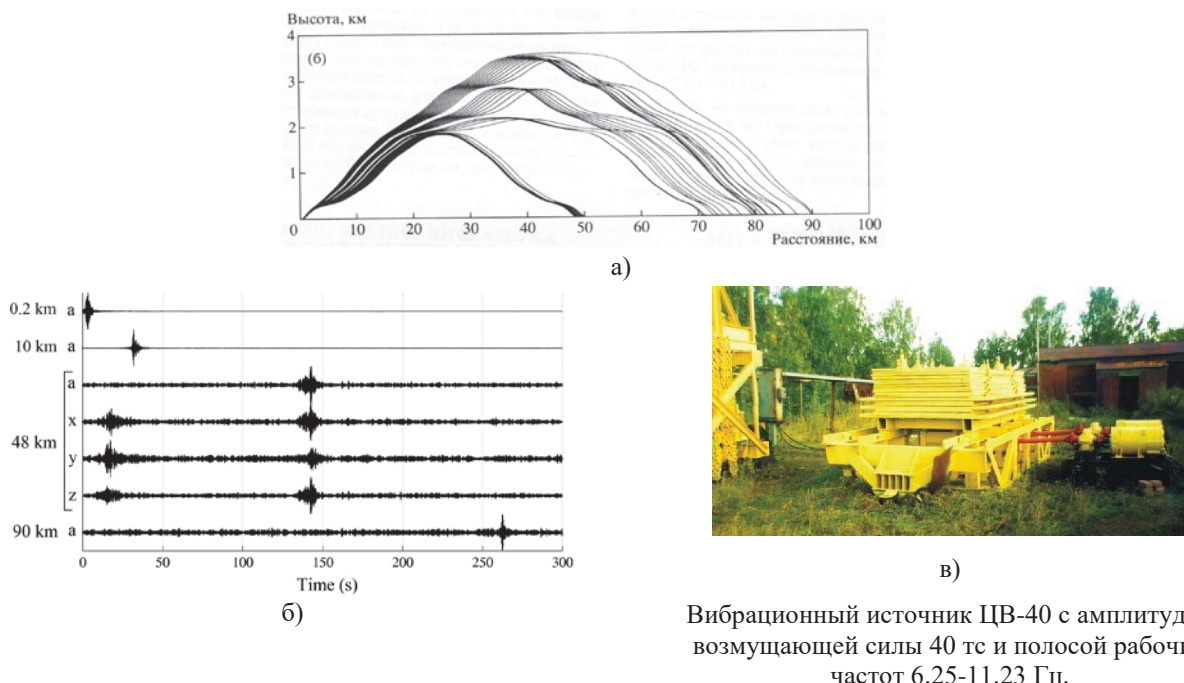 Высота, км
4
(б)
3
2
1
0 10 20 30 40 50 60 70 80 90 100
Расстояние, км
а)
0.2 km a
10 km a
a
x
48 km
y
z
90 km a
0 50 100 150 200 250 300
Time (s)
б)
в)
Вибрационный источник ЦВ-40 с амплитуд
возмущающей силы 40 тс и полосой рабочи
частот 6.25-11.23 Гц.